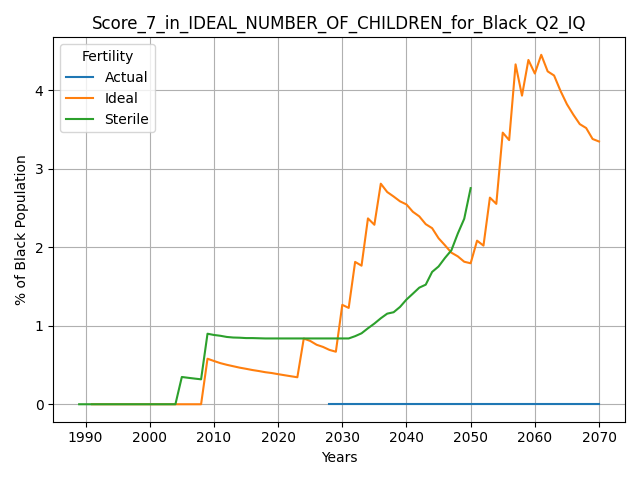 Score_7_in_IDEAL_NUMBER_OF_CHILDREN_for_Black_Q2_IQ
Fertility
Actual
Ideal
Sterile
% of Black Population
4
3
2
1
0
1990 2000 2010 2020 2030 2040 2050 2060 2070
Years